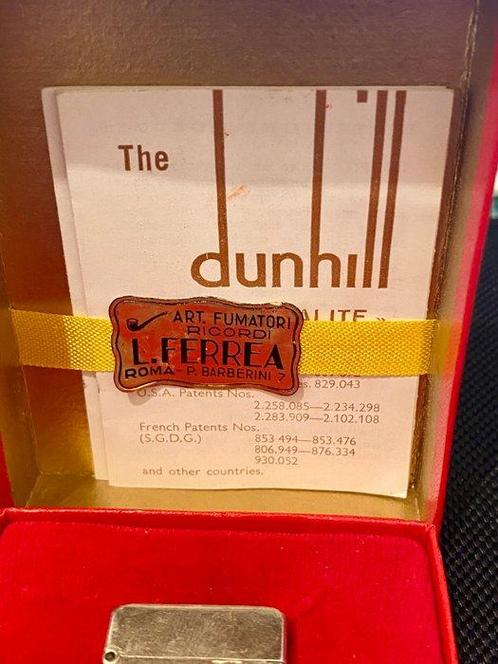 The
dunhill
ALITE »
ART. FUMATORI
RICORDI
L. FERREA
ROMA - P. BARBERINI 7
829.043
U.S.A. Patents Nos.
2.258.085—2.234.298
2.283.909—2.102.108
French Patents Nos.
(S.G.D.G.) 853 494—853.476
806,949—876.334
930.052
and other countries.